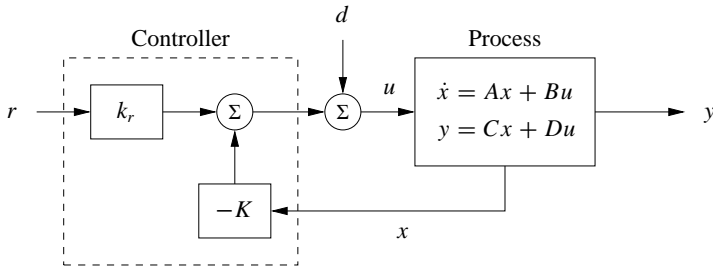 d
Controller
Process
r
k_r
Σ
Σ
u
ẋ = Ax + Bu
y = Cx + Du
y
−K
x